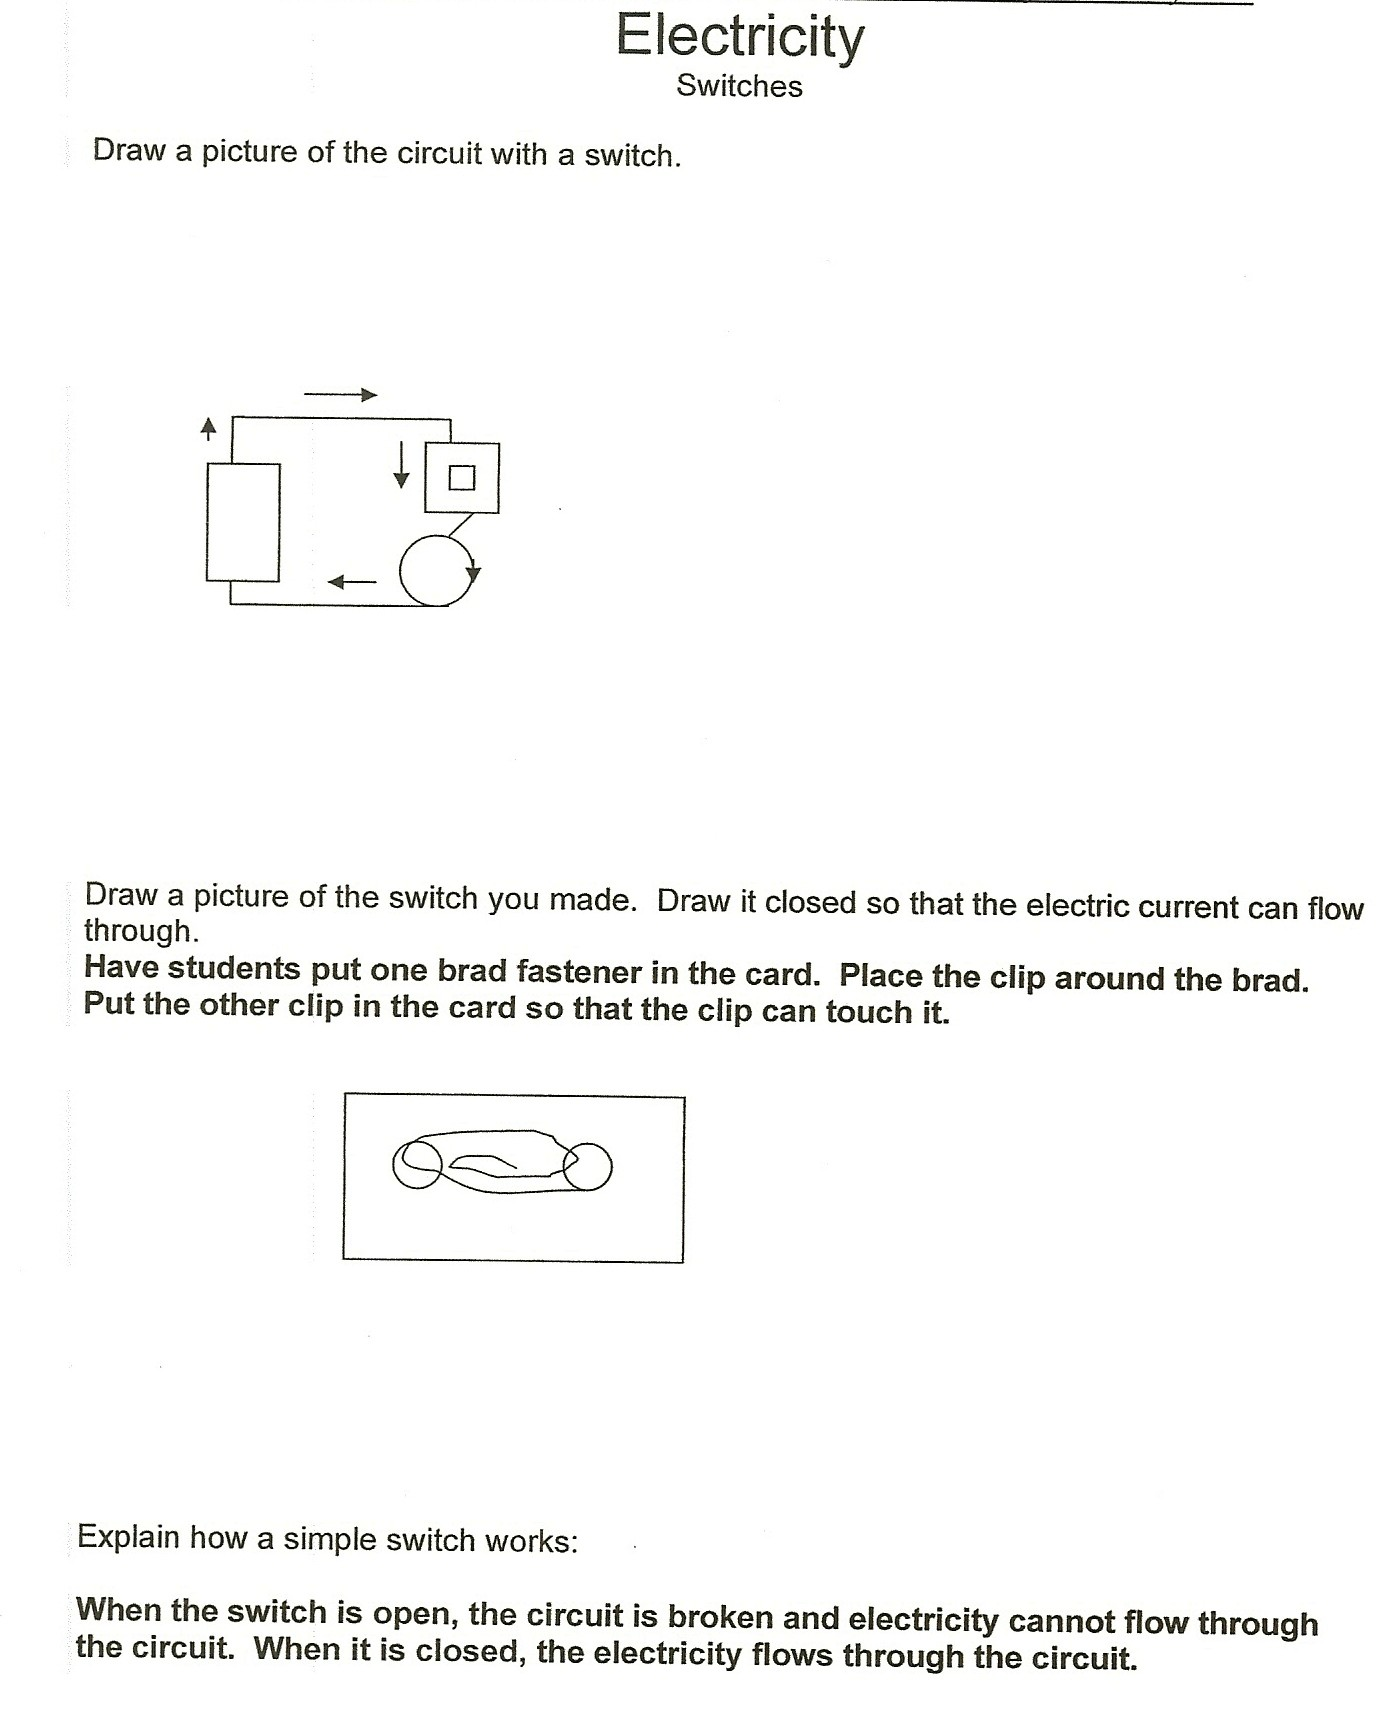 Electricity
Switches
Draw a picture of the circuit with a switch.
Draw a picture of the switch you made.  Draw it closed so that the electric current can flow
through.
Have students put one brad fastener in the card.  Place the clip around the brad.
Put the other clip in the card so that the clip can touch it.
Explain how a simple switch works:
When the switch is open, the circuit is broken and electricity cannot flow through
the circuit.  When it is closed, the electricity flows through the circuit.